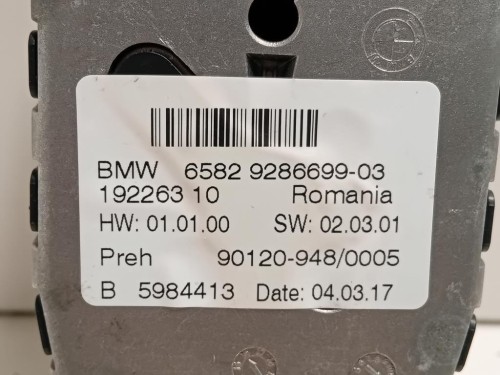 BMW 6582 9286699-03
192263 10 Romania
HW: 01.01.00 SW: 02.03.01
Preh 90120-948/0005
B 5984413 Date: 04.03.17